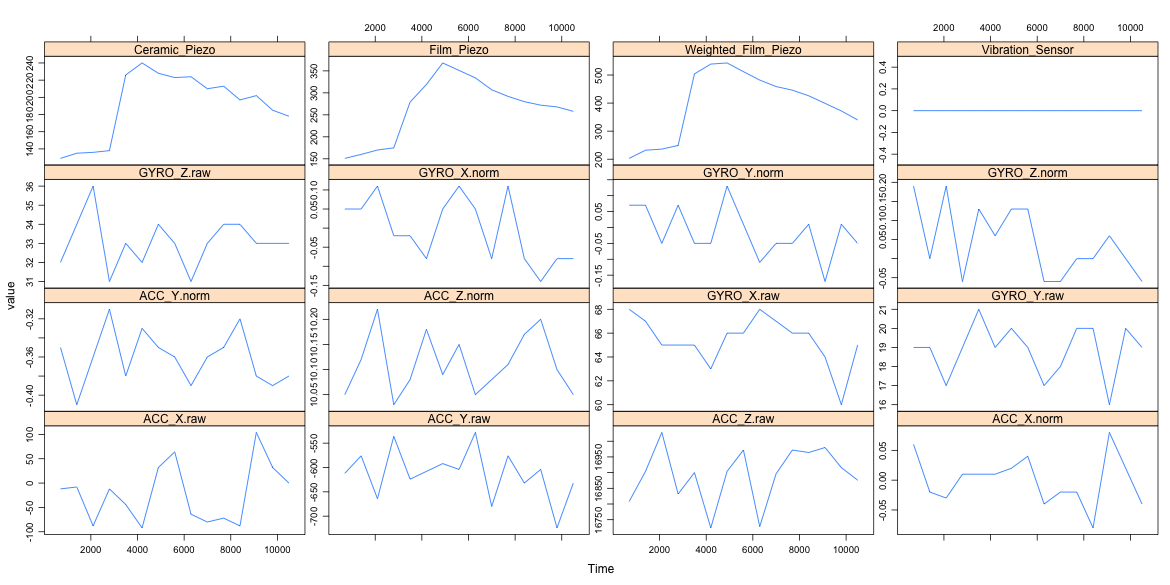 2000 4000 6000 8000 10000 2000 4000 6000 8000 10000
Ceramic_Piezo Film_Piezo Weighted_Film_Piezo Vibration_Sensor
140 160 180 200 220 240
150 200 250 300 350
200 300 400 500
-0.4 -0.2 0.0 0.2 0.4
GYRO_Z.raw GYRO_X.norm GYRO_Y.norm GYRO_Z.norm
31 32 33 34 35 36
-0.15 -0.05 0.05 0.10
-0.15 -0.05 0.05
-0.05 0.05 0.10 0.15 0.20
value
ACC_Y.norm ACC_Z.norm GYRO_X.raw GYRO_Y.raw
-0.40 -0.36 -0.32
10.05 10.10 10.15 10.20
60 62 64 66 68
16 17 18 19 20 21
ACC_X.raw ACC_Y.raw ACC_Z.raw ACC_X.norm
-100 -50 0 50 100
-700 -650 -600 -550
16750 16850 16950
-0.05 0.00 0.05
2000 4000 6000 8000 10000 2000 4000 6000 8000 10000
Time